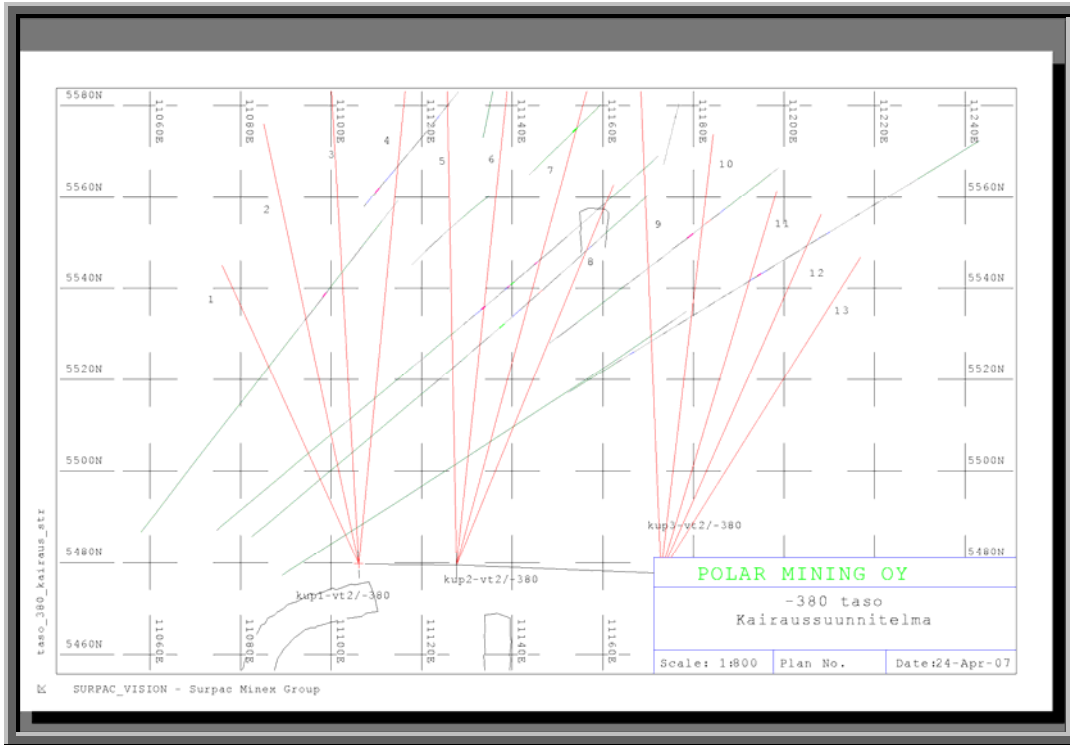 5580N
11060E 11080E 11100E 11120E 11140E 11160E 11180E 11200E 11220E 11240E
3 4 5 6 7 10
5560N 5560N
2 9 11
8 12
5540N 5540N
1 13
5520N 5520N
5500N 5500N
kup3-vt2/-380
5480N 5480N
kup2-vt2/-380
kup1-vt2/-380
5460N
11060E 11080E 11100E 11120E 11140E 11160E
POLAR MINING OY
-380 taso
Kairaussuunnitelma
Scale: 1:800 Plan No. Date:24-Apr-07
taso_380_kairaus_str
SURPAC_VISION - Surpac Minex Group